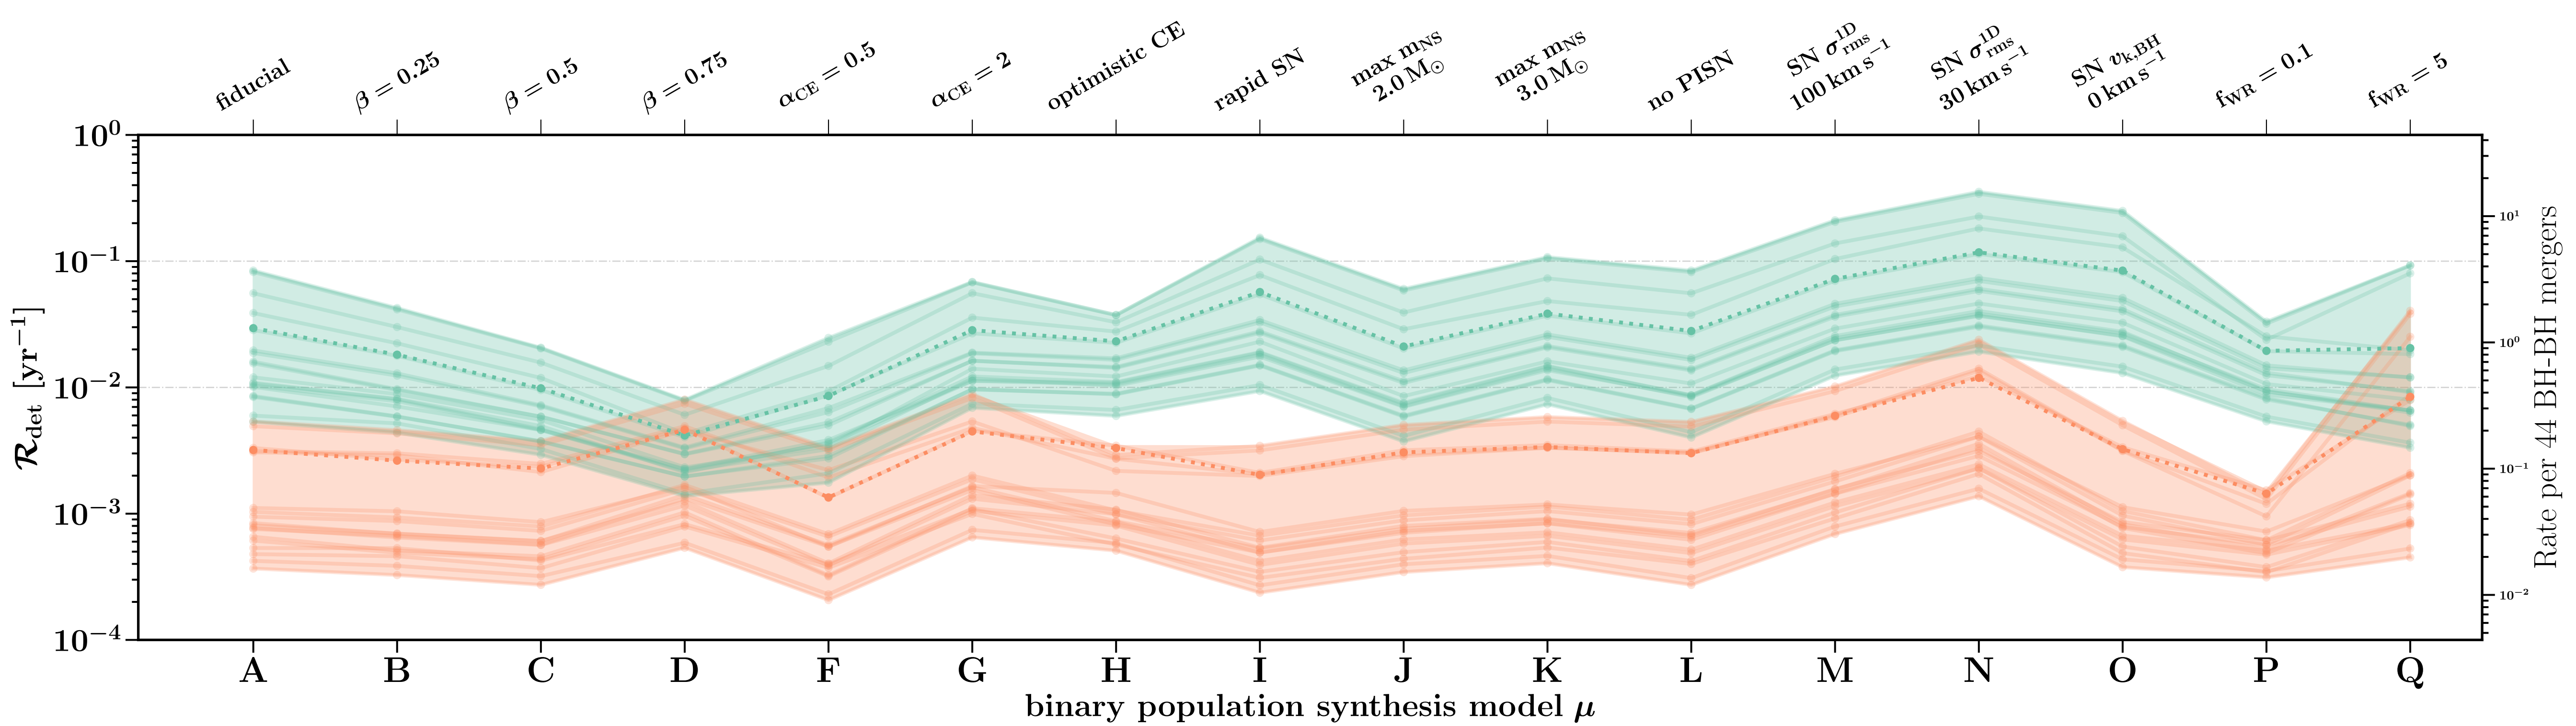 fiducial
β = 0.25
β = 0.5
β = 0.75
α_CE = 0.5
α_CE = 2
optimistic CE
rapid SN
max m_NS
2.0 M_⊙
max m_NS
3.0 M_⊙
no PISN
SN σ_rms^1D
100 km s^−1
SN σ_rms^1D
30 km s^−1
SN v_k,BH
0 km s^−1
f_WR = 0.1
f_WR = 5
10^0
10^−1
10^−2
10^−3
10^−4
𝓡_det [yr^−1]
10^1
10^0
10^−1
10^−2
Rate per 44 BH-BH mergers
A B C D F G H I J K L M N O P Q
binary population synthesis model μ